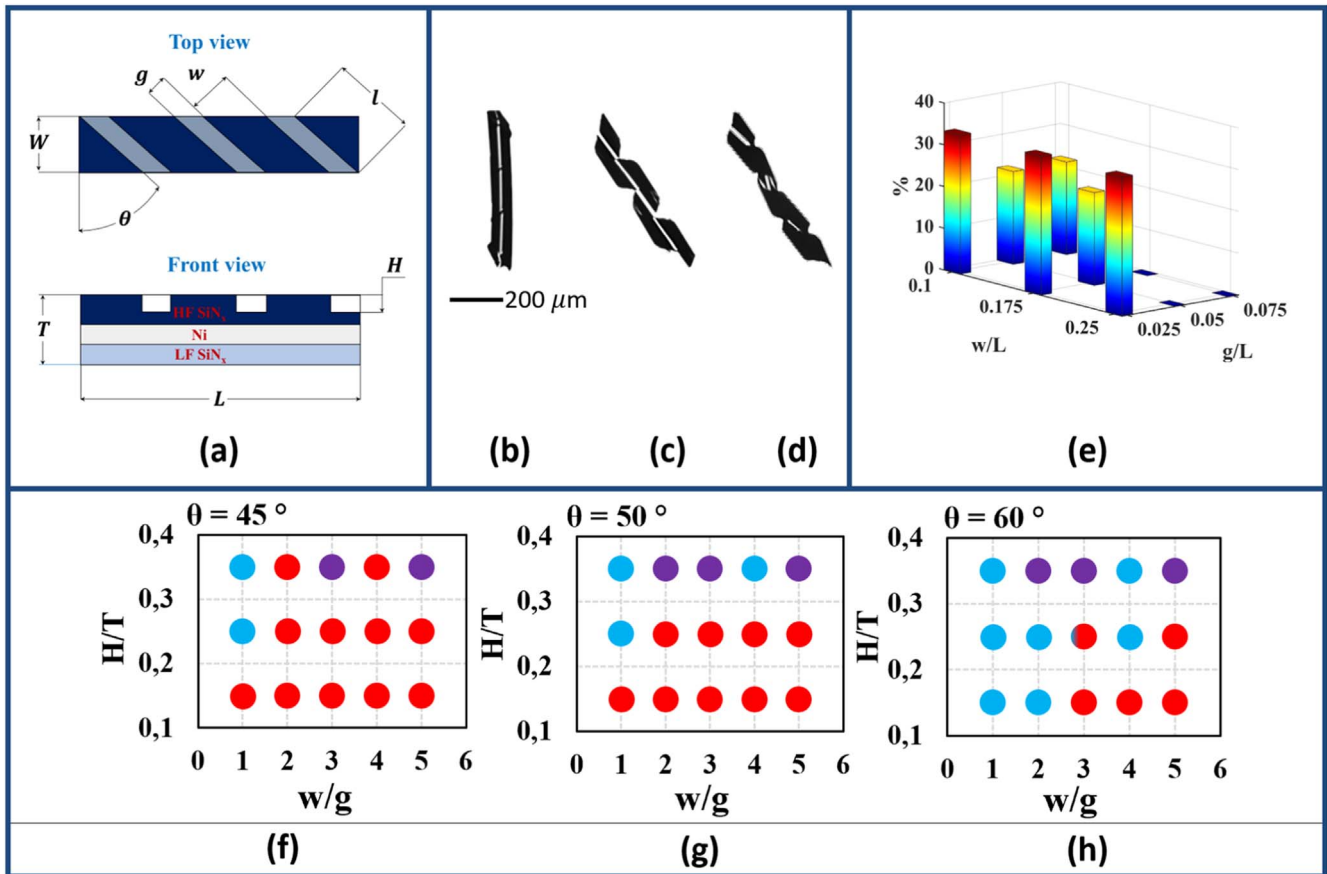 Top view
g
w
l
W
θ
Front view
H
HF SiNx
T
Ni
LF SiNx
L
(a)
200 μm
(b)
(c)
(d)
40
30
20
10
0
%
0.1
0.175
0.25
w/L
0.025
0.05
0.075
g/L
(e)
θ = 45 °
0,4
0,3
0,2
0,1
H/T
0 1 2 3 4 5 6
w/g
(f)
θ = 50 °
0,4
0,3
0,2
0,1
H/T
0 1 2 3 4 5 6
w/g
(g)
θ = 60 °
0,4
0,3
0,2
0,1
H/T
0 1 2 3 4 5 6
w/g
(h)